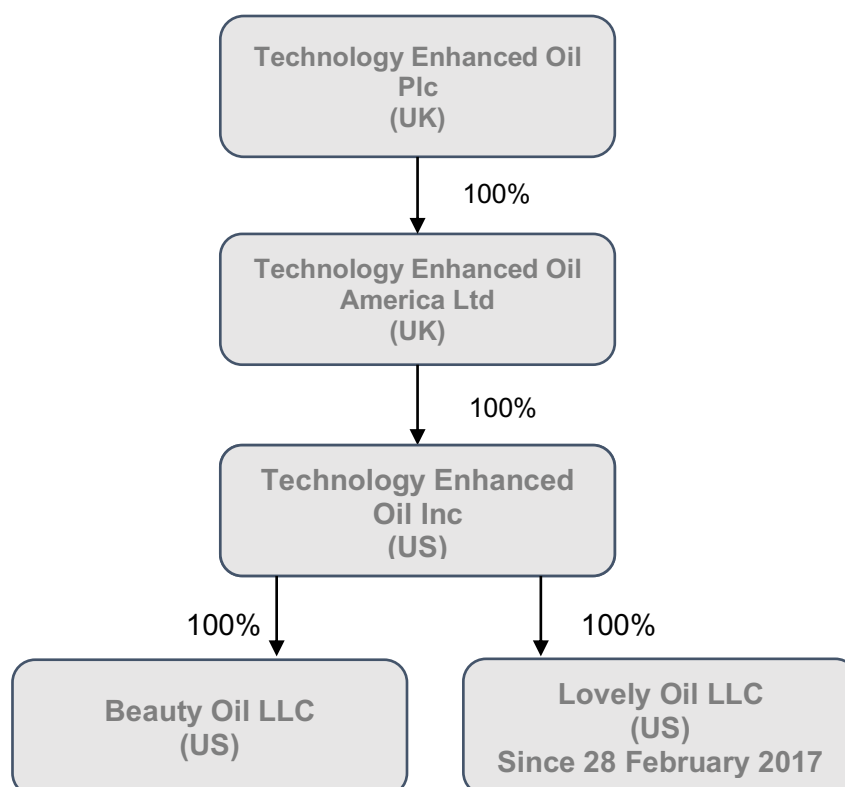 Technology Enhanced Oil
Plc
(UK)
100%
Technology Enhanced Oil
America Ltd
(UK)
100%
Technology Enhanced
Oil Inc
(US)
100%
100%
Beauty Oil LLC
(US)
Lovely Oil LLC
(US)
Since 28 February 2017